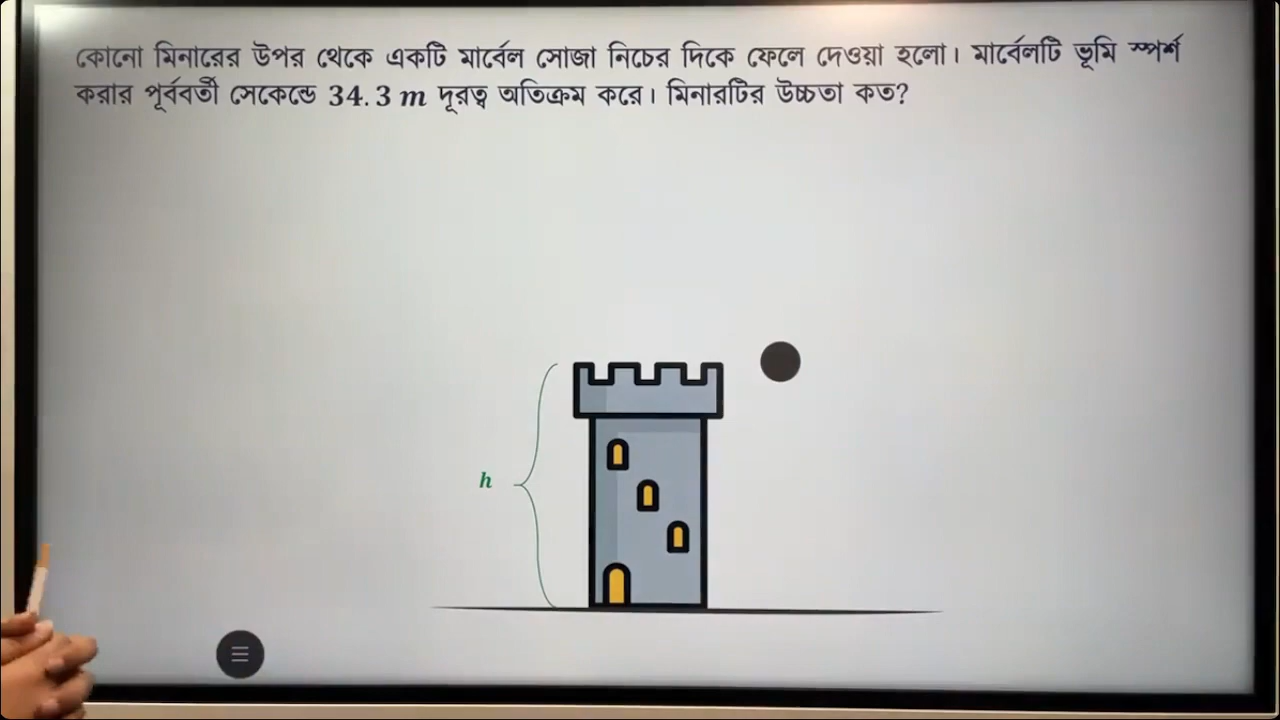 কোনো মিনারের উপর থেকে একটি মার্বেল সোজা নিচের দিকে ফেলে দেওয়া হলো। মার্বেলটি ভূমি স্পর্শ
করার পূর্ববর্তী সেকেন্ডে 34.3 m দূরত্ব অতিক্রম করে। মিনারটির উচ্চতা কত?
h